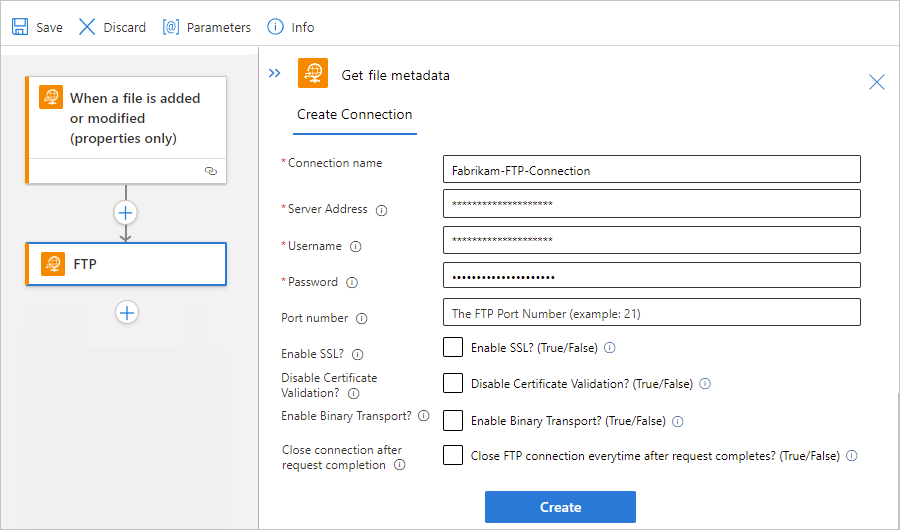 Save Discard [@] Parameters Info
When a file is added
or modified
(properties only)
FTP
Get file metadata
Create Connection
*Connection name
Fabrikam-FTP-Connection
*Server Address
********************
*Username
********************
*Password
•••••••••••••••••••••
Port number
The FTP Port Number (example: 21)
Enable SSL?
Enable SSL? (True/False)
Disable Certificate
Validation?
Disable Certificate Validation? (True/False)
Enable Binary Transport?
Enable Binary Transport? (True/False)
Close connection after
request completion
Close FTP connection everytime after request completes? (True/False)
Create